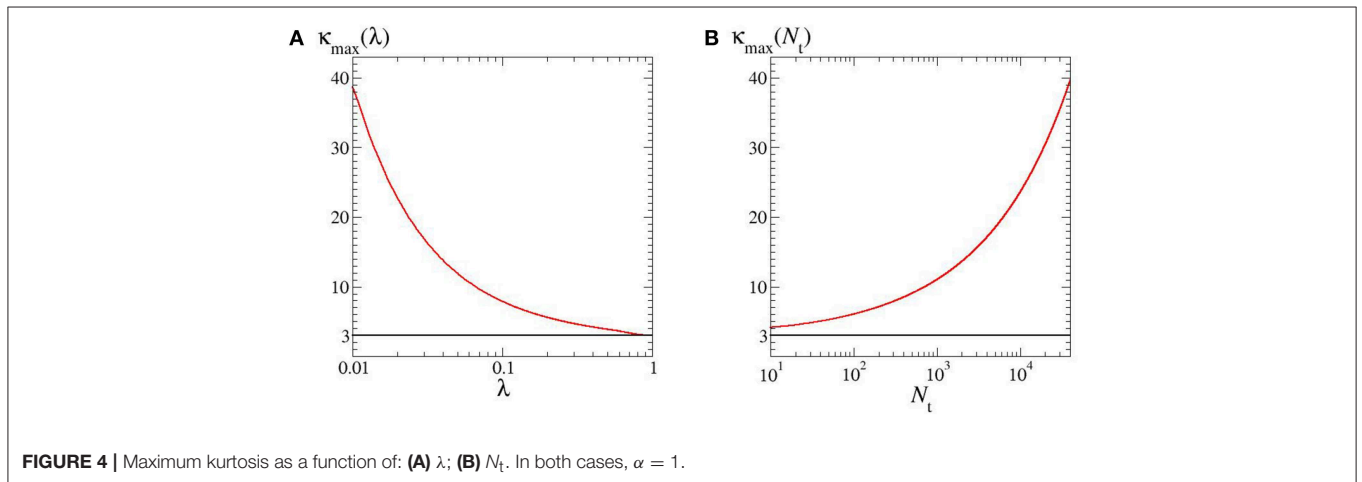 A κmax(λ)
40
30
20
10
3
0.01 0.1 1
λ
B κmax(Nt)
40
30
20
10
3
10^1 10^2 10^3 10^4
Nt
FIGURE 4 | Maximum kurtosis as a function of: (A) λ; (B) Nt. In both cases, α = 1.